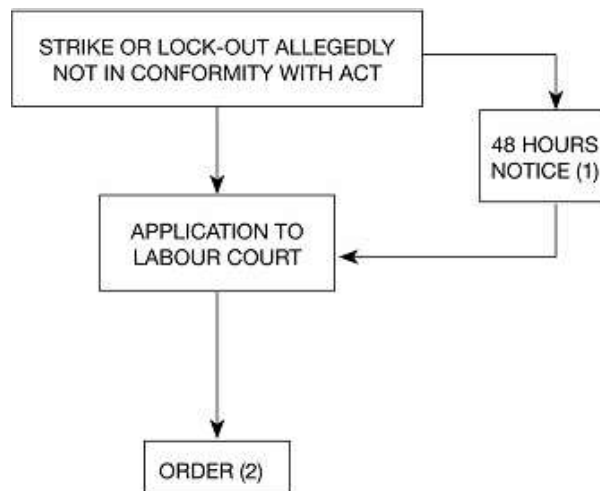 STRIKE OR LOCK-OUT ALLEGEDLY
NOT IN CONFORMITY WITH ACT
48 HOURS
NOTICE (1)
APPLICATION TO
LABOUR COURT
ORDER (2)